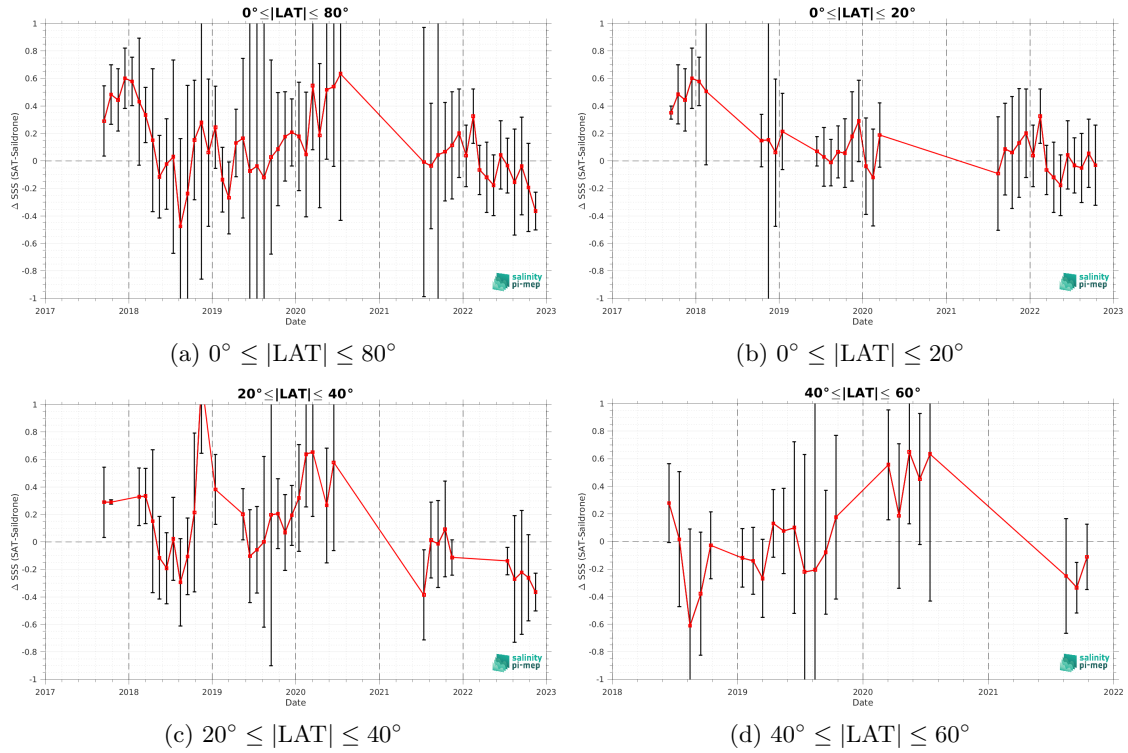 0°≤|LAT|≤ 80°
Δ SSS (SAT-Saildrone)
1
0.8
0.6
0.4
0.2
0
-0.2
-0.4
-0.6
-0.8
-1
salinity
pi-mep
2017 2018 2019 2020 2021 2022 2023
Date
(a) 0° ≤ |LAT| ≤ 80°
0°≤|LAT|≤ 20°
Δ SSS (SAT-Saildrone)
1
0.8
0.6
0.4
0.2
0
-0.2
-0.4
-0.6
-0.8
-1
salinity
pi-mep
2017 2018 2019 2020 2021 2022 2023
Date
(b) 0° ≤ |LAT| ≤ 20°
20°≤|LAT|≤ 40°
Δ SSS (SAT-Saildrone)
1
0.8
0.6
0.4
0.2
0
-0.2
-0.4
-0.6
-0.8
-1
salinity
pi-mep
2017 2018 2019 2020 2021 2022 2023
Date
(c) 20° ≤ |LAT| ≤ 40°
40°≤|LAT|≤ 60°
Δ SSS (SAT-Saildrone)
1
0.8
0.6
0.4
0.2
0
-0.2
-0.4
-0.6
-0.8
-1
salinity
pi-mep
2018 2019 2020 2021 2022
Date
(d) 40° ≤ |LAT| ≤ 60°